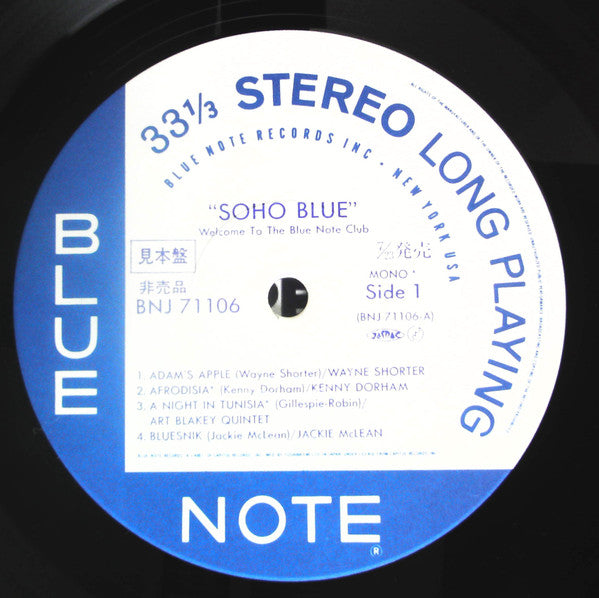 33⅓ STEREO LONG PLAYING
BLUE NOTE RECORDS INC · NEW YORK USA
"SOHO BLUE"
Welcome To The Blue Note Club
見本盤
非売品
BNJ 71106
発売
MONO *
Side 1
(BNJ 71106-A)
1. ADAM'S APPLE (Wayne Shorter)/WAYNE SHORTER
2. AFRODISIA* (Kenny Dorham)/KENNY DORHAM
3. A NIGHT IN TUNISIA* (Gillespie-Robin)/
ART BLAKEY QUINTET
4. BLUESNIK (Jackie McLean)/JACKIE McLEAN
BLUE
NOTE
®